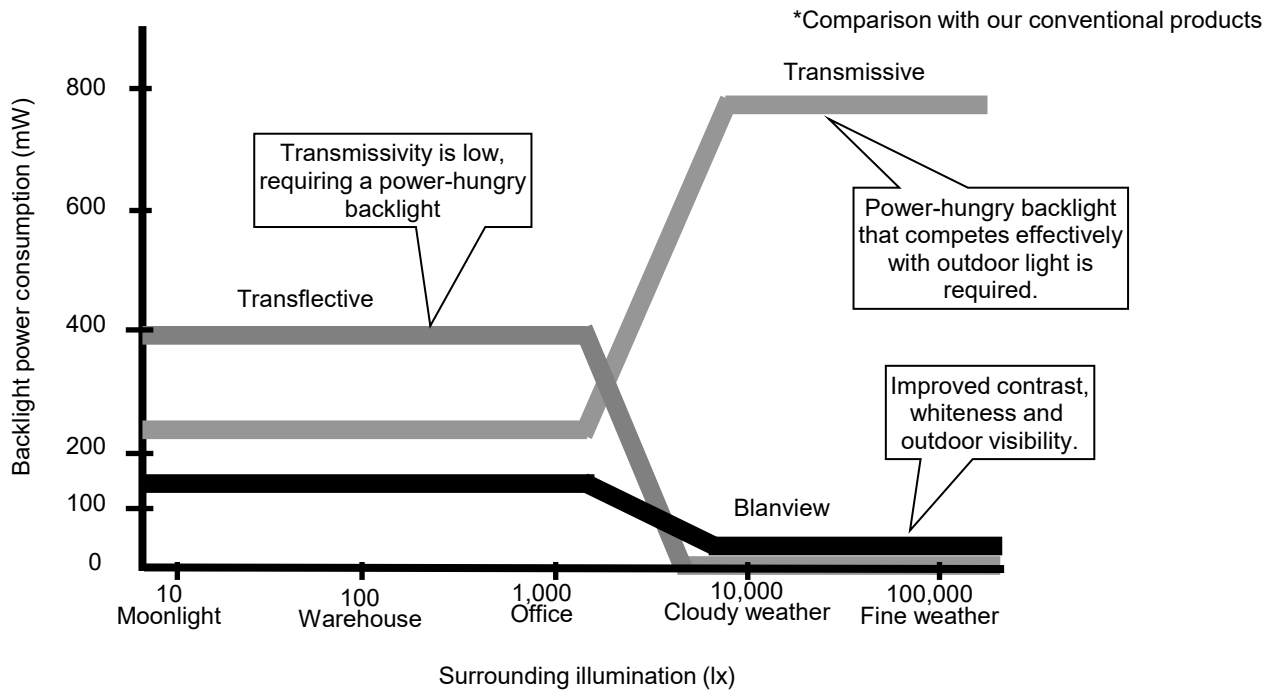 *Comparison with our conventional products
Transmissive
800
Transmissivity is low,
requiring a power-hungry
backlight
600
Power-hungry backlight
that competes effectively
with outdoor light is
required.
Backlight power consumption (mW)
Transflective
400
Improved contrast,
whiteness and
outdoor visibility.
200
100
Blanview
0
10
100
1,000
10,000
100,000
Moonlight
Warehouse
Office
Cloudy weather
Fine weather
Surrounding illumination (lx)